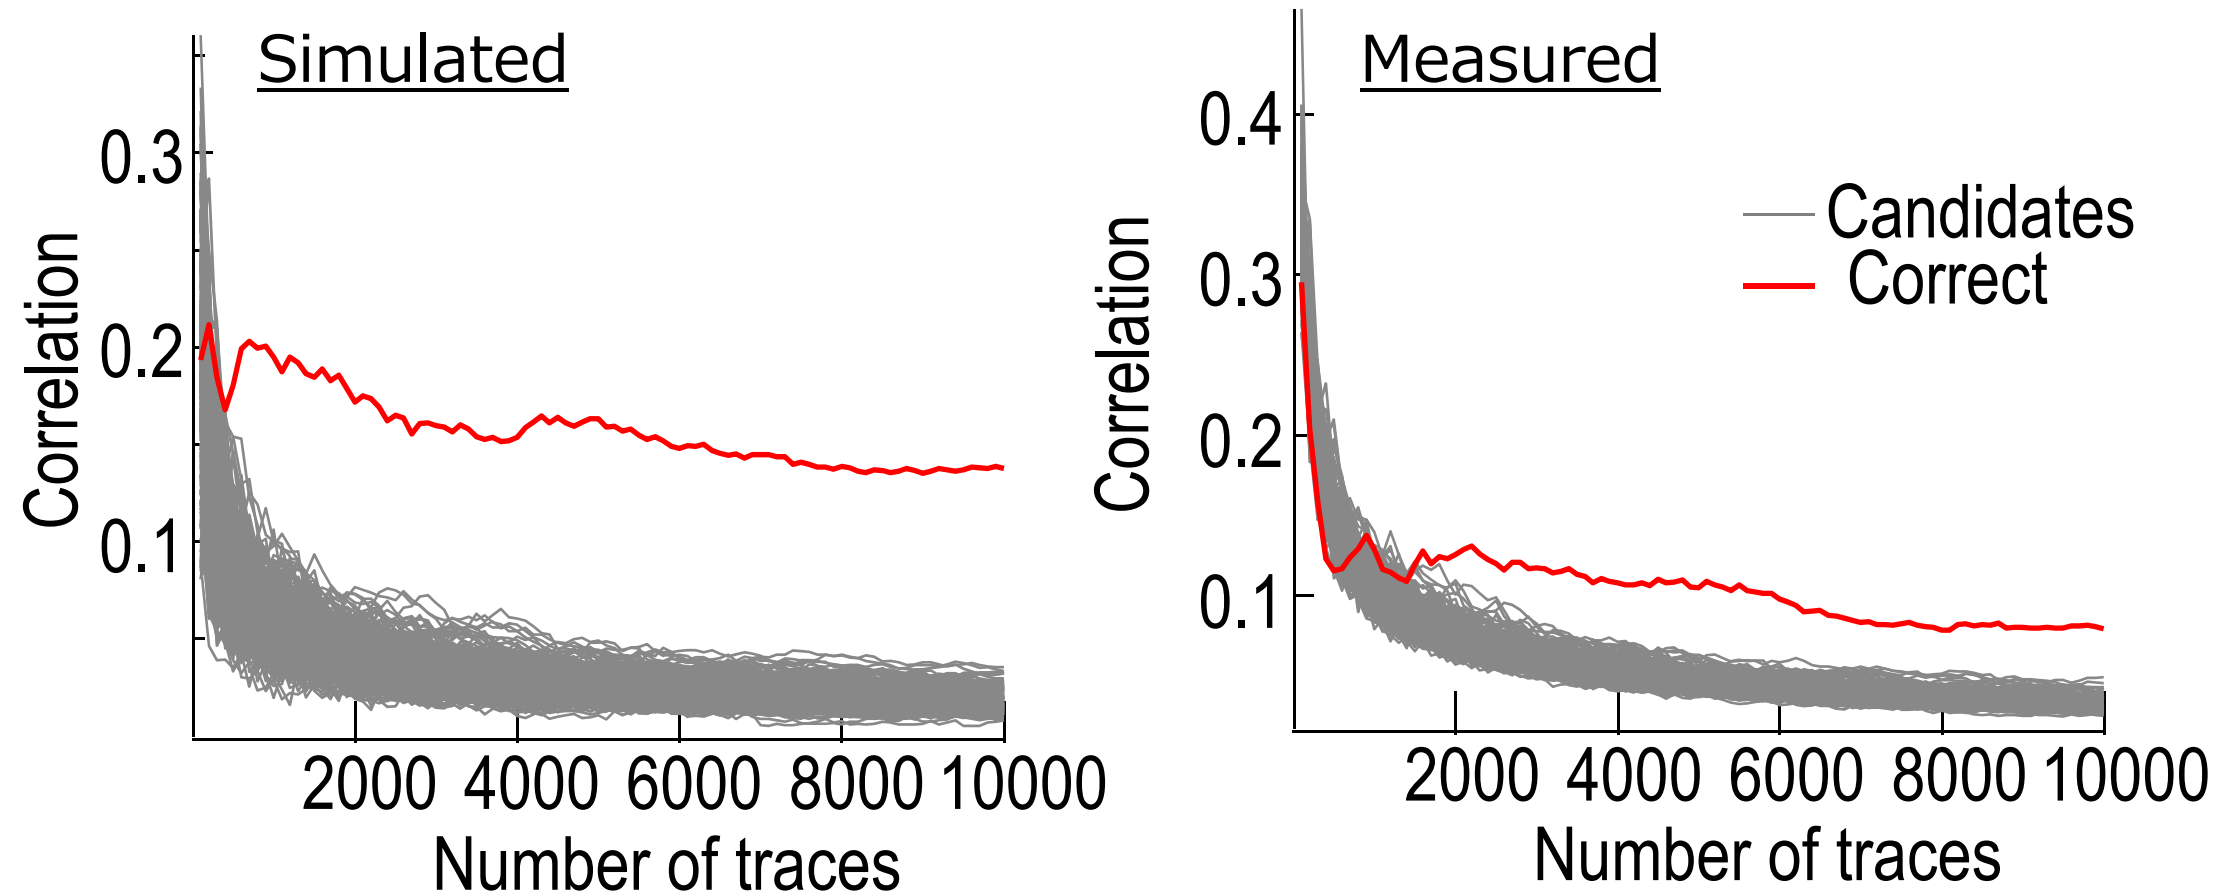 Simulated
0.3
0.2
0.1
Correlation
2000 4000 6000 8000 10000
Number of traces
Measured
0.4
0.3
0.2
0.1
Correlation
Candidates
Correct
2000 4000 6000 8000 10000
Number of traces